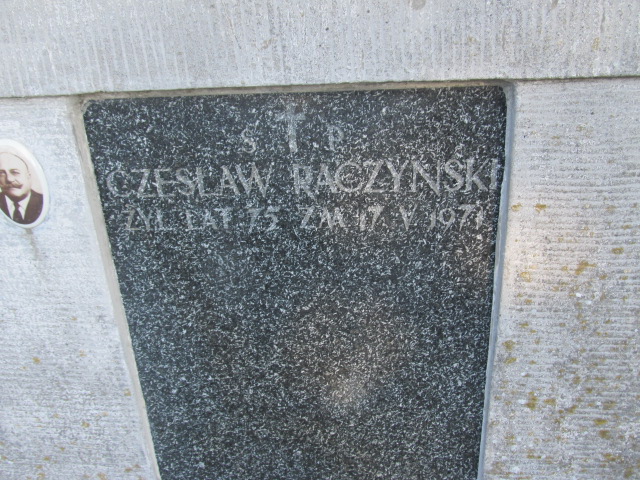 Ś P
CZESŁAW RACZYŃSKI
ŻYŁ LAT 75 ZM. 17 V 1971